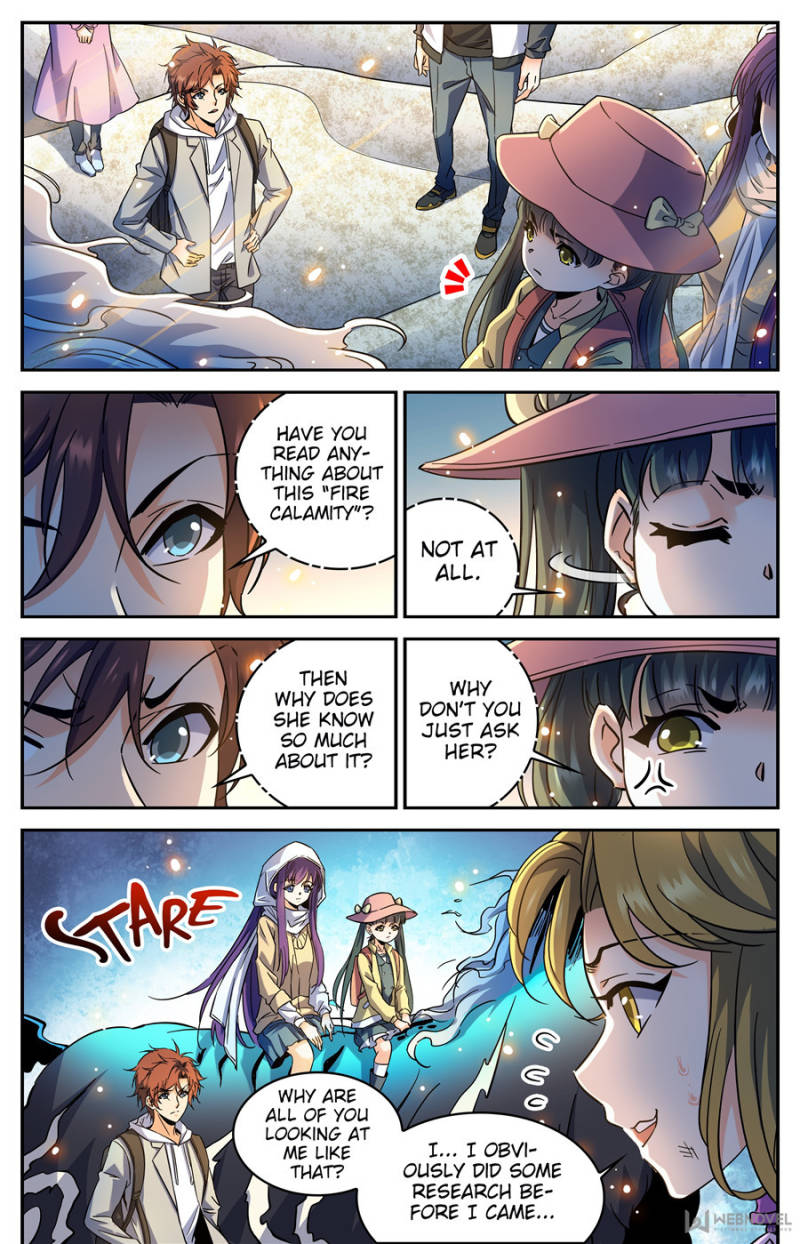 HAVE YOU
READ ANY-
THING ABOUT
THIS "FIRE
CALAMITY"?
NOT AT
ALL.
THEN
WHY DOES
SHE KNOW
SO MUCH
ABOUT IT?
WHY
DON'T YOU
JUST ASK
HER?
STARE
WHY ARE
ALL OF YOU
LOOKING AT
ME LIKE
THAT?
I... I OBVI-
OUSLY DID SOME
RESEARCH BE-
FORE I CAME...
WEBNOVEL